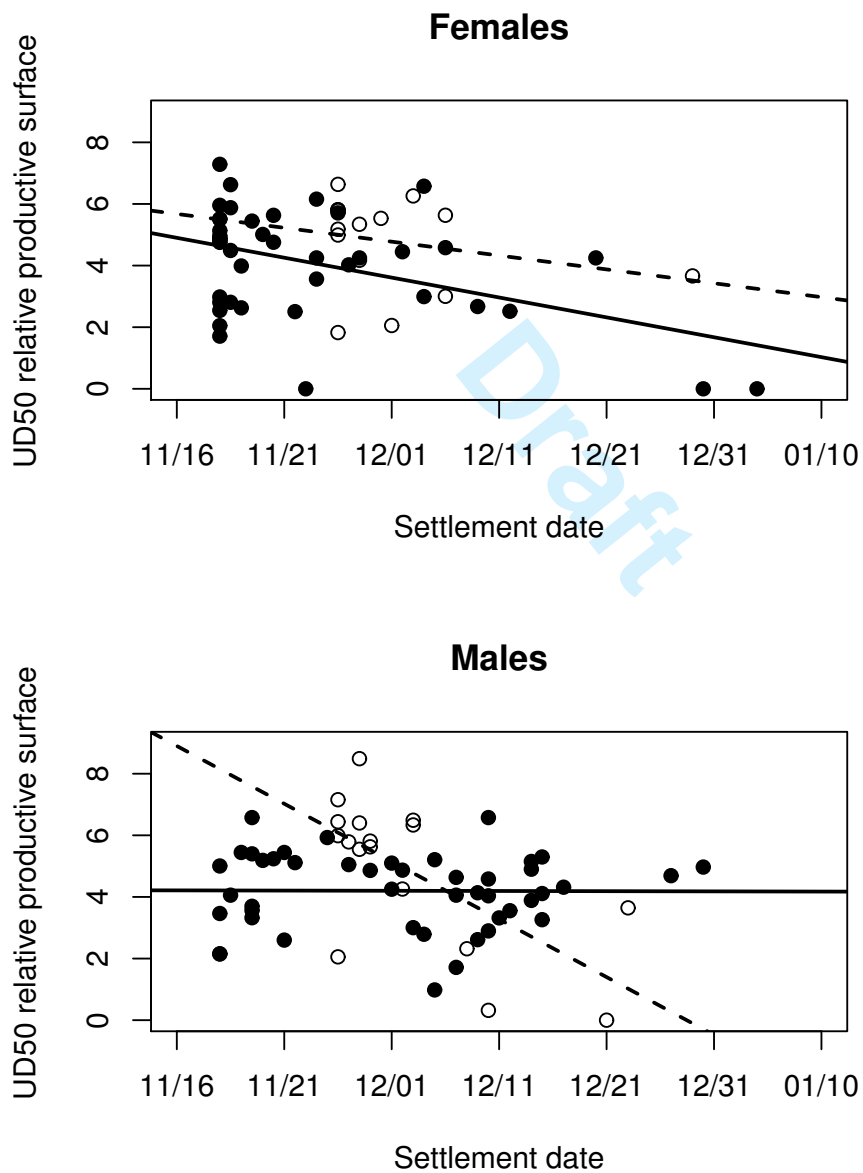 Females
UD50 relative productive surface
8
6
4
2
0
11/16 11/21 12/01 12/11 12/21 12/31 01/10
Settlement date
Draft
Males
UD50 relative productive surface
8
6
4
2
0
11/16 11/21 12/01 12/11 12/21 12/31 01/10
Settlement date